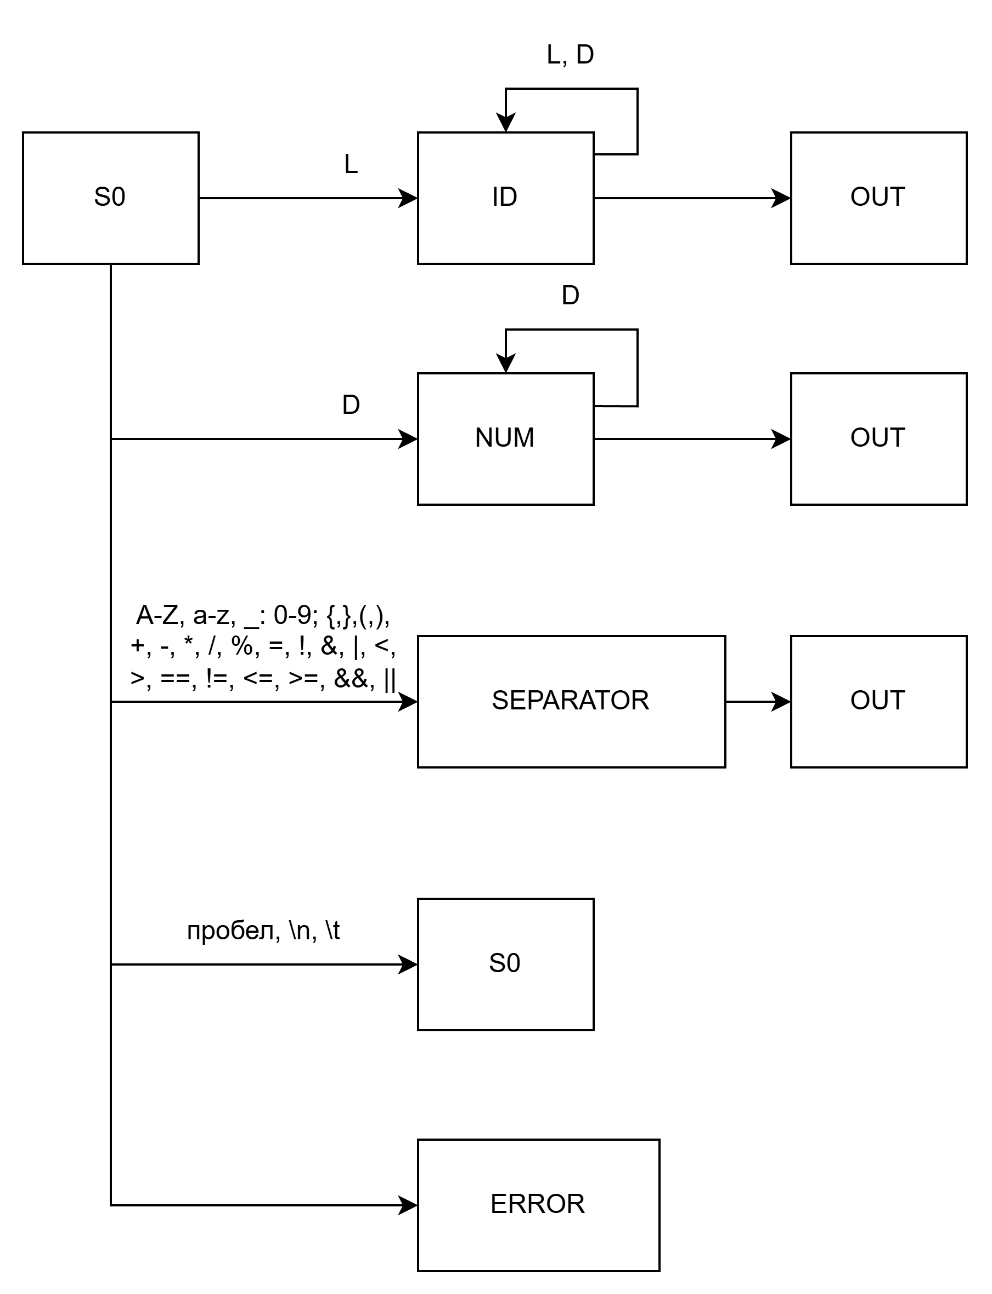 L, D
S0
L
ID
OUT
D
D
NUM
OUT
A-Z, a-z, _: 0-9; {,},(,),
+, -, *, /, %, =, !, &, |, <,
>, ==, !=, <=, >=, &&, ||
SEPARATOR
OUT
пробел, \n, \t
S0
ERROR